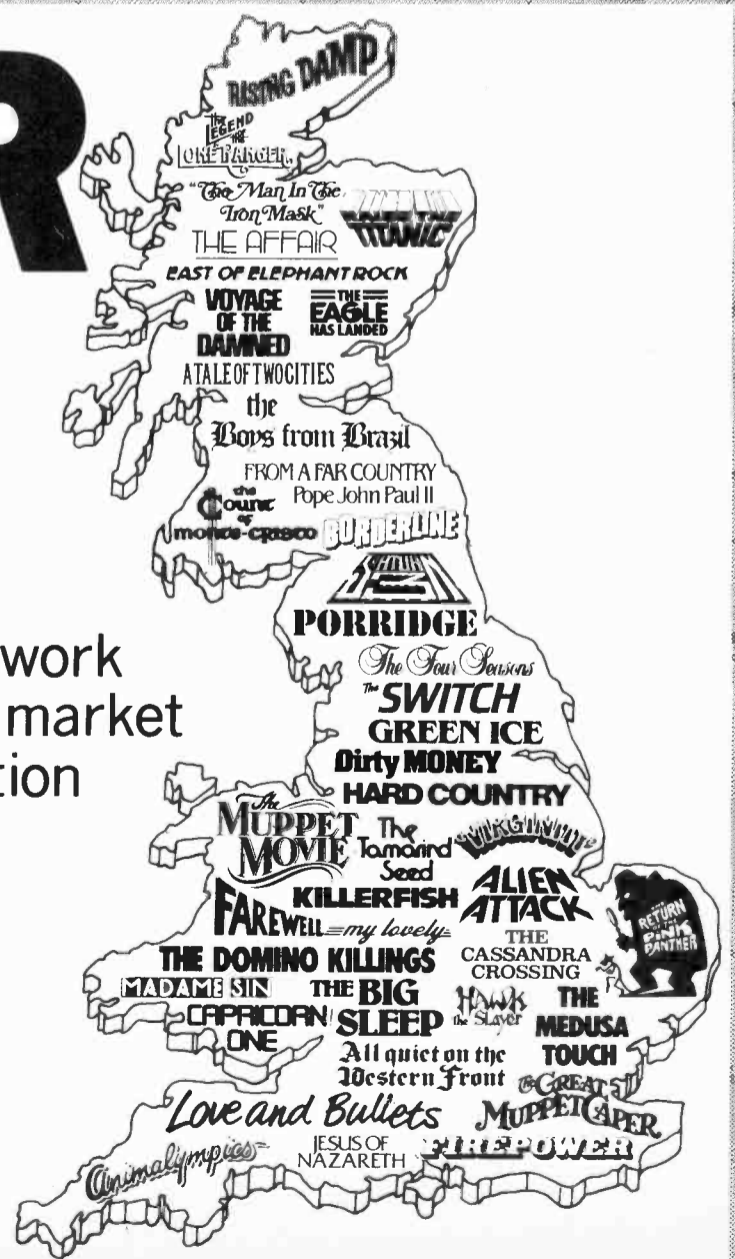 R
RISING DAMP
The
LEGEND
of the
LONE RANGER
"The Man In The
Iron Mask"
RAISE THE
TITANIC
THE AFFAIR
EAST OF ELEPHANT ROCK
VOYAGE
OF THE
DAMNED
THE
EAGLE
HAS LANDED
A TALE OF TWO CITIES
the
Boys from Brazil
FROM A FAR COUNTRY
Pope John Paul II
the
Count
of
monte-cristo
BORDERLINE
SATURN
3
PORRIDGE
The Four Seasons
The SWITCH
GREEN ICE
Dirty MONEY
HARD COUNTRY
work
market
tion
The
MUPPET
MOVIE
The
Tamarind
Seed
VIRGINITY
KILLERFISH
ALIEN
ATTACK
FAREWELL my lovely
THE
CASSANDRA
CROSSING
RETURN
PINK
PANTHER
THE DOMINO KILLINGS
MADAME SIN
THE BIG
SLEEP
CAPRICORN
ONE
HAWK
the Slayer
THE
MEDUSA
TOUCH
All quiet on the
Western Front
The GREAT
MUPPET CAPER
Love and Bullets
JESUS OF
NAZARETH
FIREPOWER
Animalympics